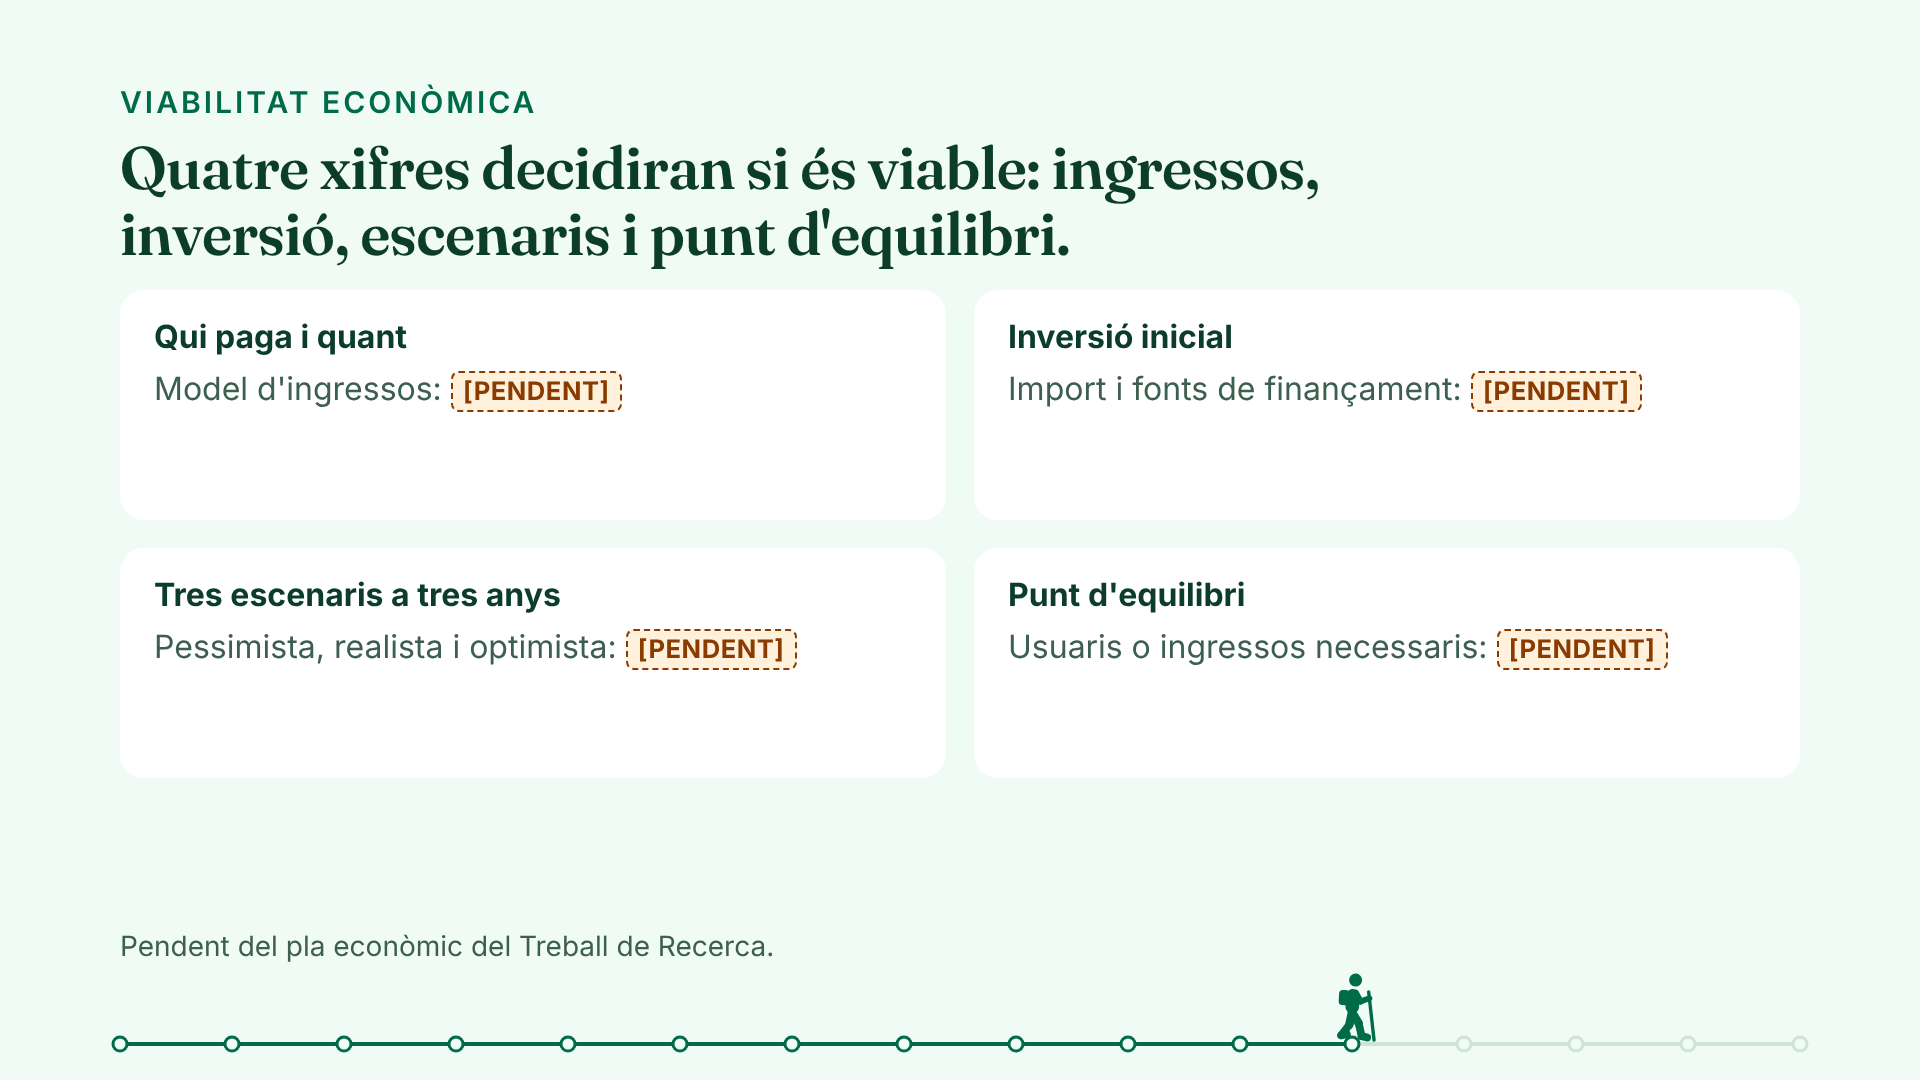 VIABILITAT ECONÒMICA
Quatre xifres decidiran si és viable: ingressos,
inversió, escenaris i punt d'equilibri.
Qui paga i quant
Model d'ingressos: [PENDENT]
Inversió inicial
Import i fonts de finançament: [PENDENT]
Tres escenaris a tres anys
Pessimista, realista i optimista: [PENDENT]
Punt d'equilibri
Usuaris o ingressos necessaris: [PENDENT]
Pendent del pla econòmic del Treball de Recerca.